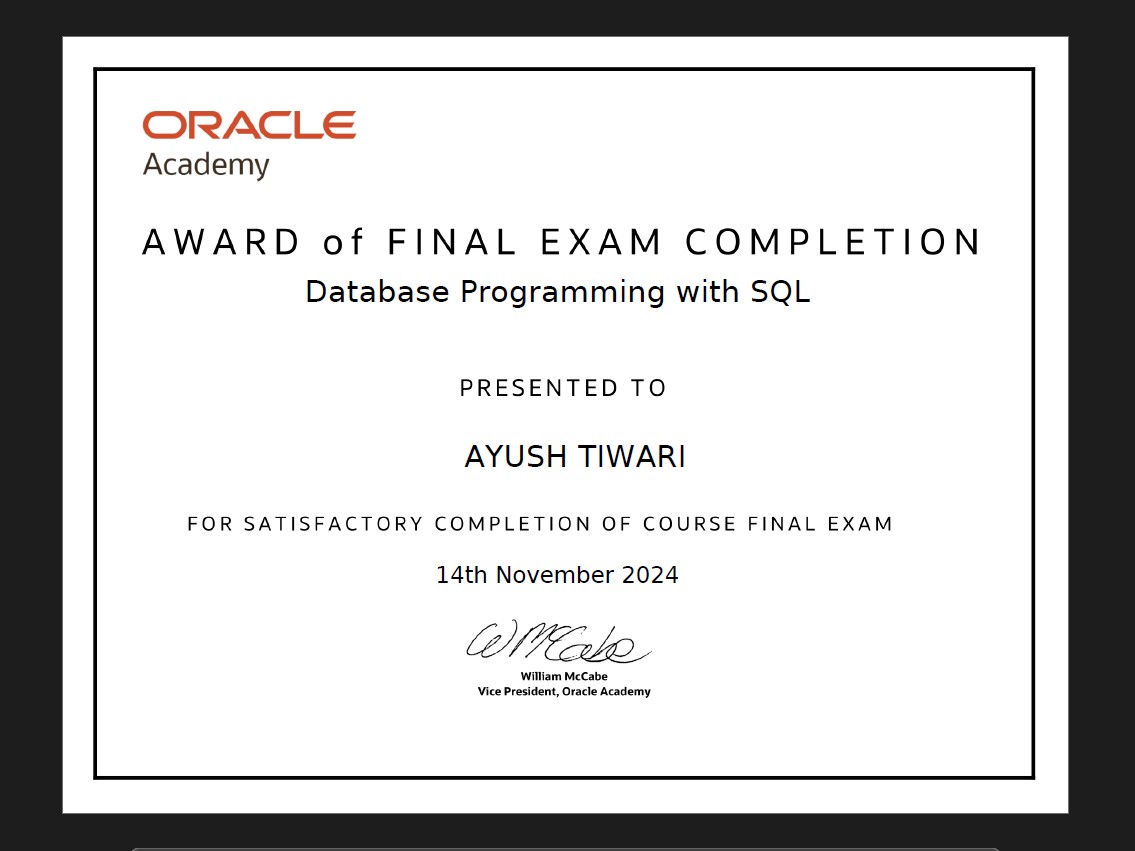 ORACLE
Academy
AWARD of FINAL EXAM COMPLETION
Database Programming with SQL
PRESENTED TO
AYUSH TIWARI
FOR SATISFACTORY COMPLETION OF COURSE FINAL EXAM
14th November 2024
W McCabe
William McCabe
Vice President, Oracle Academy